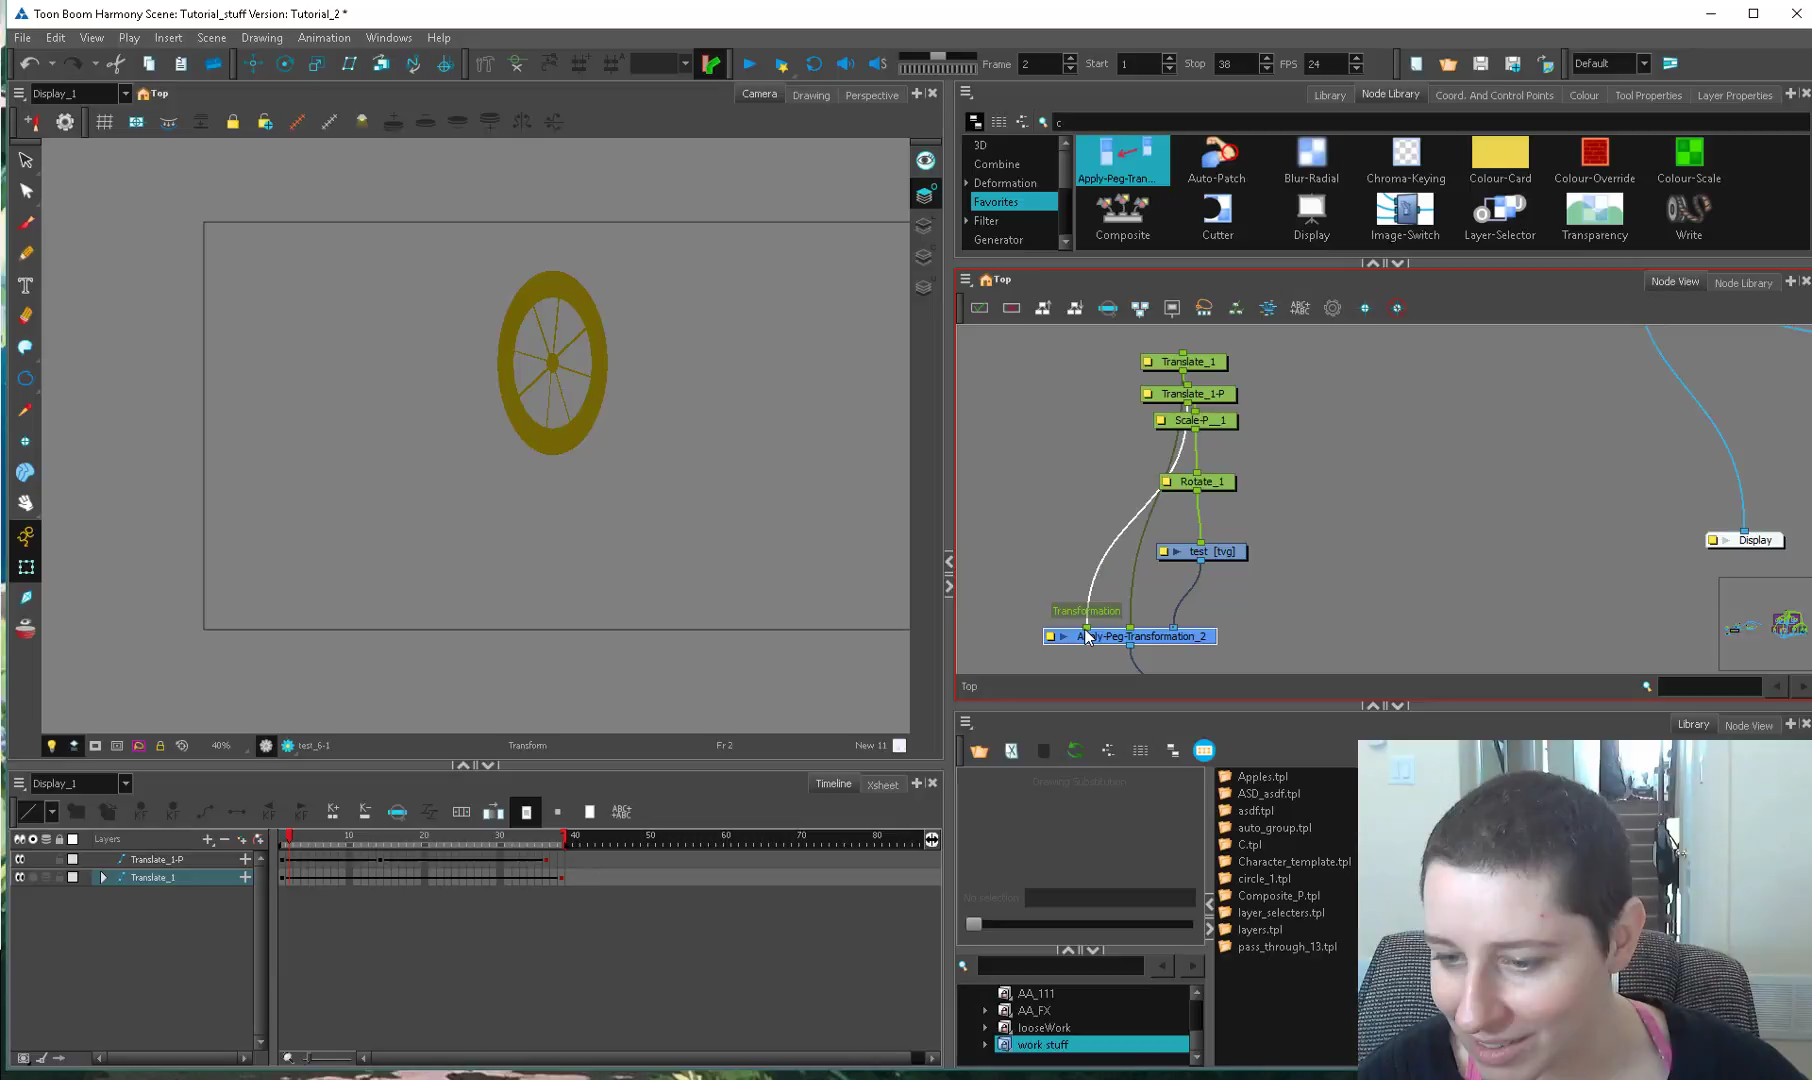 Toon Boom Harmony Scene: Tutorial_stuff Version: Tutorial_2 *
File Edit View Play Insert Scene Drawing Animation Windows Help
Frame 2 Start 1 Stop 38 FPS 24 Default
Display_1 Top Camera Drawing Perspective
Library Node Library Coord. And Control Points Colour Tool Properties Layer Properties
c
3D
Combine
Deformation
Favorites
Filter
Generator
Apply-Peg-Tran... Auto-Patch Blur-Radial Chroma-Keying Colour-Card Colour-Override Colour-Scale
Composite Cutter Display Image-Switch Layer-Selector Transparency Write
Top Node View Node Library
Translate_1
Translate_1-P
Scale-P__1
Rotate_1
test [tvg]
Display
Transformation
Apply-Peg-Transformation_2
Top
40% test_6-1 Transform Fr 2 New 11
Library Node View
Drawing Substitution
No selection
Apples.tpl
ASD_asdf.tpl
asdf.tpl
auto_group.tpl
C.tpl
Character_template.tpl
circle_1.tpl
Composite_P.tpl
layer_selecters.tpl
layers.tpl
pass_through_13.tpl
AA_111
AA_FX
looseWork
work stuff
Display_1 Timeline Xsheet
Layers 10 20 30 40 50 60 70 80
Translate_1-P
Translate_1